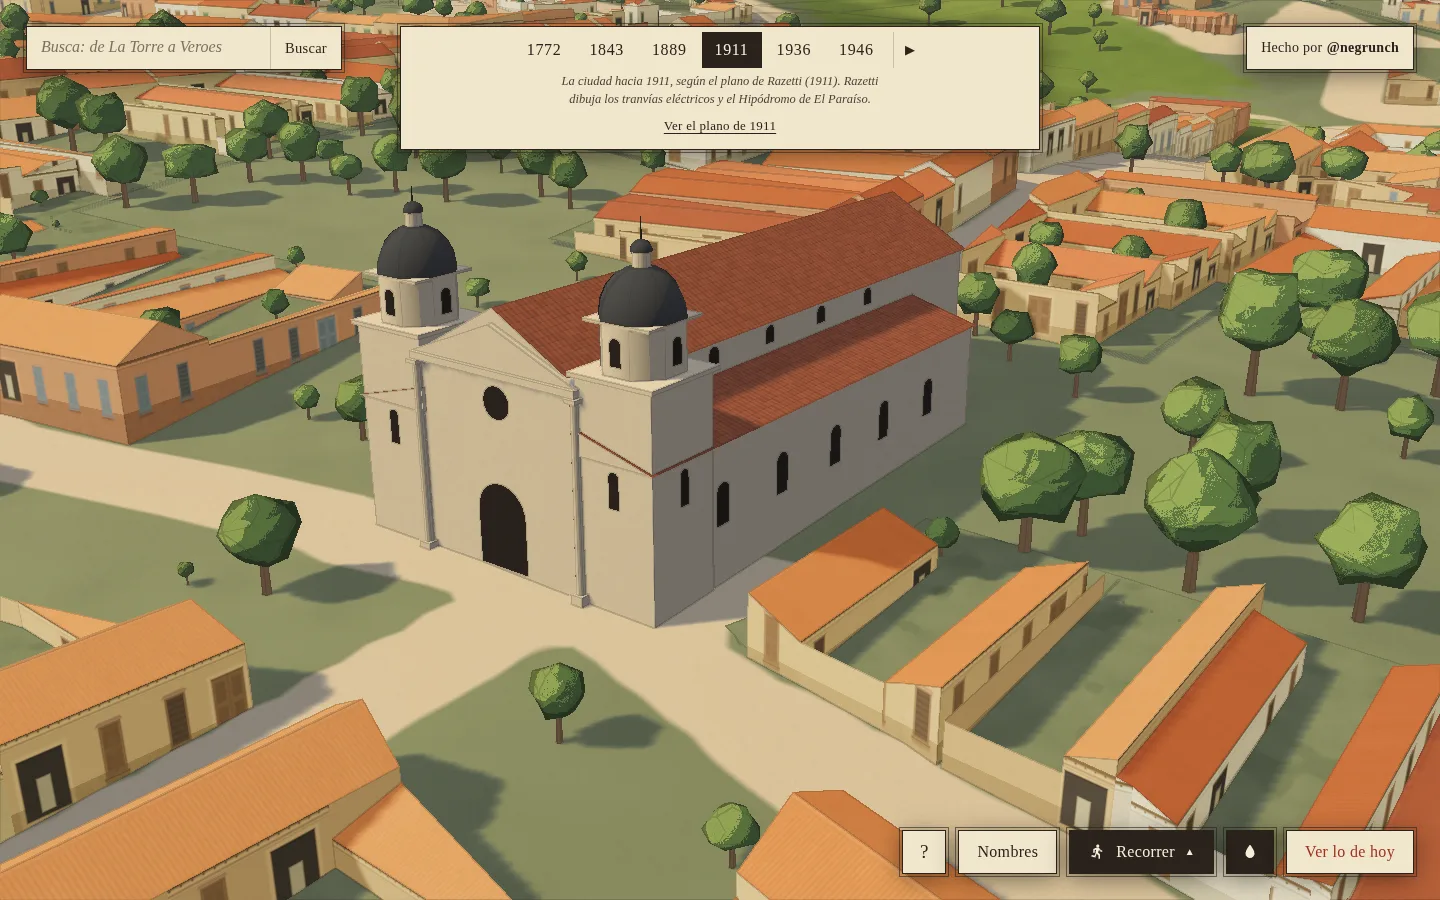 Busca: de La Torre a Veroes
Buscar
1772 1843 1889 1911 1936 1946 ▶
La ciudad hacia 1911, según el plano de Razetti (1911). Razetti
dibuja los tranvías eléctricos y el Hipódromo de El Paraíso.
Ver el plano de 1911
Hecho por @negrunch
?
Nombres
Recorrer ▲
Ver lo de hoy